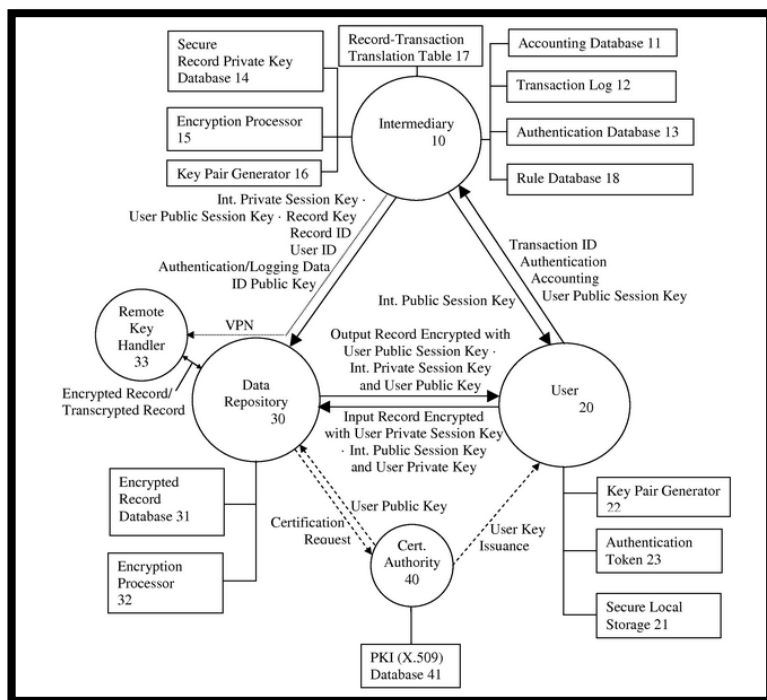 Secure
Record Private Key
Database 14
Record-Transaction
Translation Table 17
Accounting Database 11
Transaction Log 12
Encryption Processor
15
Intermediary
10
Authentication Database 13
Key Pair Generator 16
Rule Database 18
Int. Private Session Key ·
User Public Session Key · Record Key
Record ID
User ID
Authentication/Logging Data
ID Public Key
Transaction ID
Authentication
Accounting
User Public Session Key
Int. Public Session Key
Remote
Key
Handler
33
VPN
Encrypted Record/
Transcrypted Record
Output Record Encrypted with
User Public Session Key ·
Int. Private Session Key
and User Public Key
Data
Repository
30
User
20
Input Record Encrypted
with User Private Session Key
· Int. Public Session Key
and User Private Key
Encrypted
Record
Database 31
Encryption
Processor
32
User Public Key
Certification
Request
User Key
Issuance
Cert.
Authority
40
Key Pair Generator
22
Authentication
Token 23
Secure Local
Storage 21
PKI (X.509)
Database 41